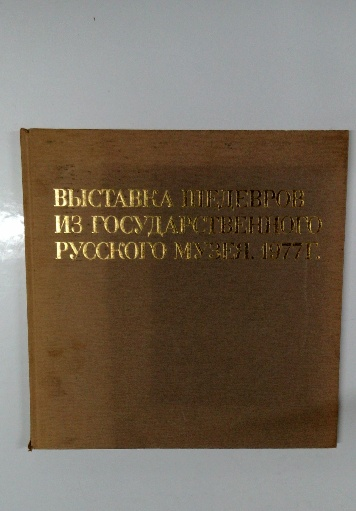 ВЫСТАВКА ШЕДЕВРОВ
ИЗ ГОСУДАРСТВЕННОГО
РУССКОГО МУЗЕЯ. 1977 Г.